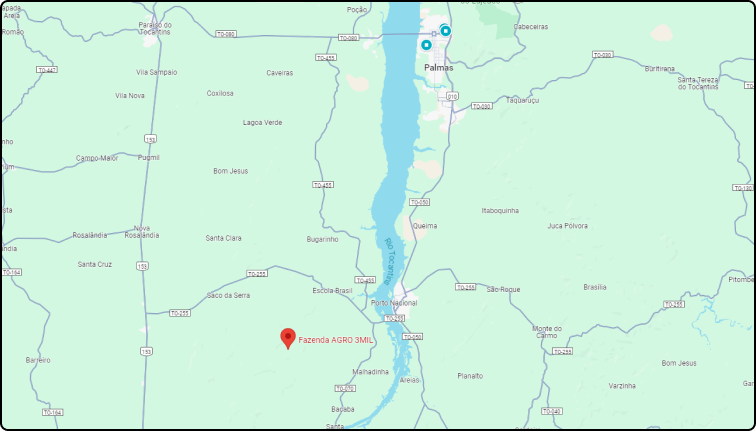 Areia
Romão
Paraíso do
Tocantins
TO-080
Poção
TO-080
Cabeceiras
Palmas
TO-447
TO-455
TO-030
Buritirana
Vila Sampaio
Caveiras
Santa Tereza
do Tocantins
Vila Nova
Coxilosa
010
Taquaruçu
TO-030
Lagoa Verde
153
Campo-Maior
Pugmil
Bom Jesus
TO-455
TO-130
TO-050
Itaboquinha
Queima
Juca Pólvora
Rosalândia
Nova
Rosalândia
Santa Clara
Bugarinho
Rio Tocantins
TO-164
Santa Cruz
153
TO-255
TO-455
Escola-Brasil
Saco da Serra
TO-255
São Roque
Brasília
Pitombe
Porto Nacional
TO-255
TO-255
TO-255
TO-050
Monte do
Carmo
Fazenda AGRO 3MIL
153
TO-255
Barreiro
Malhadinha
Areias
Planalto
Bom Jesus
Varzinha
TO-070
Bacaba
TO-164
TO-040
Santa